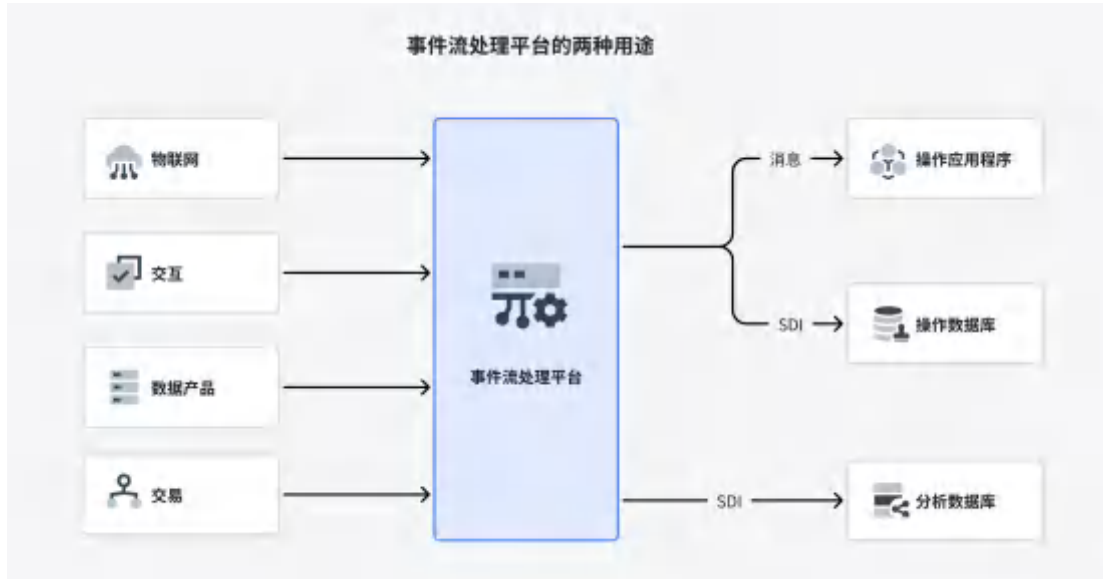 事件流处理平台的两种用途
物联网
交互
数据产品
交易
事件流处理平台
消息
操作应用程序
SDI
操作数据库
SDI
分析数据库